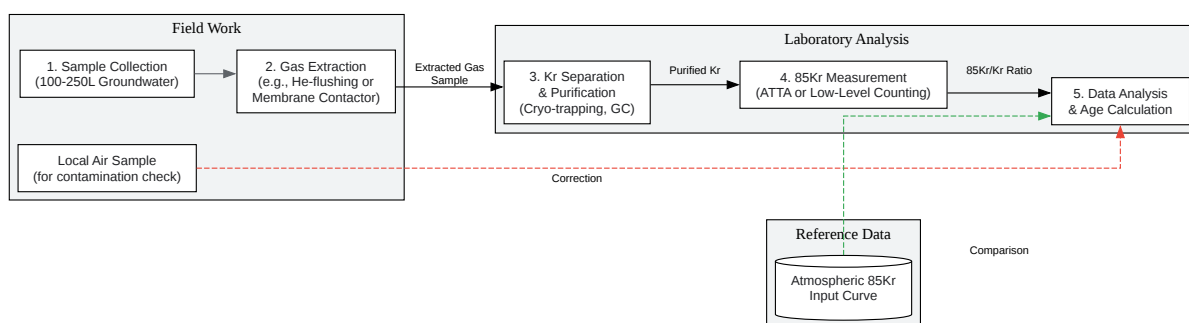 Field Work
1. Sample Collection
(100-250L Groundwater)
2. Gas Extraction
(e.g., He-flushing or
Membrane Contactor)
Local Air Sample
(for contamination check)
Extracted Gas
Sample
Laboratory Analysis
3. Kr Separation
& Purification
(Cryo-trapping, GC)
Purified Kr
4. 85Kr Measurement
(ATTA or Low-Level Counting)
85Kr/Kr Ratio
5. Data Analysis
& Age Calculation
Correction
Reference Data
Atmospheric 85Kr
Input Curve
Comparison